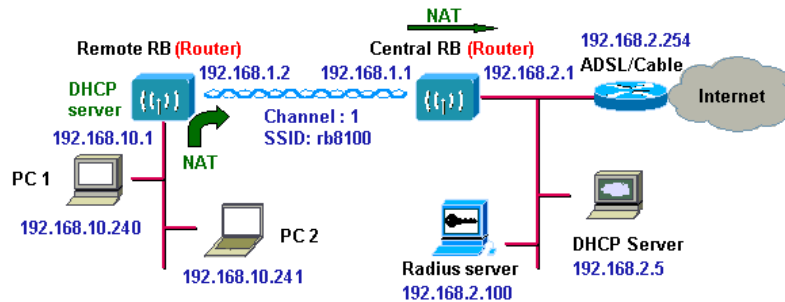 NAT
Remote RB (Router)
Central RB (Router)
192.168.2.254
ADSL/Cable
192.168.1.2
192.168.1.1
192.168.2.1
DHCP
server
Internet
Channel : 1
SSID: rb8100
192.168.10.1
NAT
PC 1
192.168.10.240
PC 2
192.168.10.241
Radius server
192.168.2.100
DHCP Server
192.168.2.5